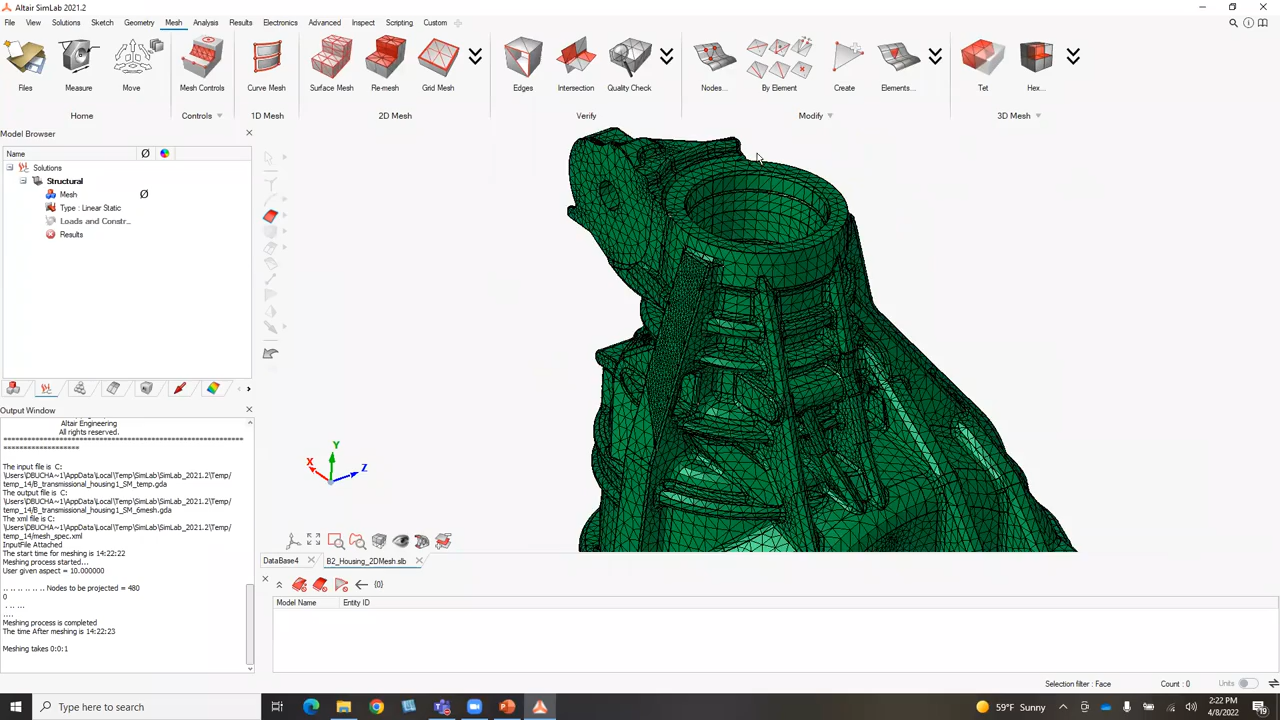 Altair SimLab 2021.2
File View Solutions Sketch Geometry Mesh Analysis Results Electronics Advanced Inspect Scripting Custom
Files Measure Move Mesh Controls Curve Mesh Surface Mesh Re-mesh Grid Mesh Edges Intersection Quality Check Nodes... By Element Create Elements... Tet Hex...
Home Controls 1D Mesh 2D Mesh Verify Modify 3D Mesh
Model Browser
Name
Solutions
Structural
Mesh
Type : Linear Static
Loads and Constr...
Results
Output Window
Altair Engineering
All rights reserved.
===================================================
====================
The input file is C:
\Users\DBUCHA~1\AppData\Local\Temp\SimLab\SimLab_2021.2\Temp/
temp_14/B_transmissional_housing1_SM_temp.gda
The output file is C:
\Users\DBUCHA~1\AppData\Local\Temp\SimLab\SimLab_2021.2\Temp/
temp_14/B_transmissional_housing1_SM_6mesh.gda
The xml file is C:
\Users\DBUCHA~1\AppData\Local\Temp\SimLab\SimLab_2021.2\Temp/
temp_14/mesh_spec.xml
InputFile Attached
The start time for meshing is 14:22:22
Meshing process started...
User given aspect = 10.000000
.. .. .. .. .. .. Nodes to be projected = 480
0
. .. ...
....
Meshing process is completed
The time After meshing is 14:22:23
Meshing takes 0:0:1
Y
X
Z
DataBase4 B2_Housing_2DMesh.slb
{0}
Model Name Entity ID
Selection filter : Face Count : 0 Units
Type here to search
75°F Sunny
2:22 PM
4/8/2022